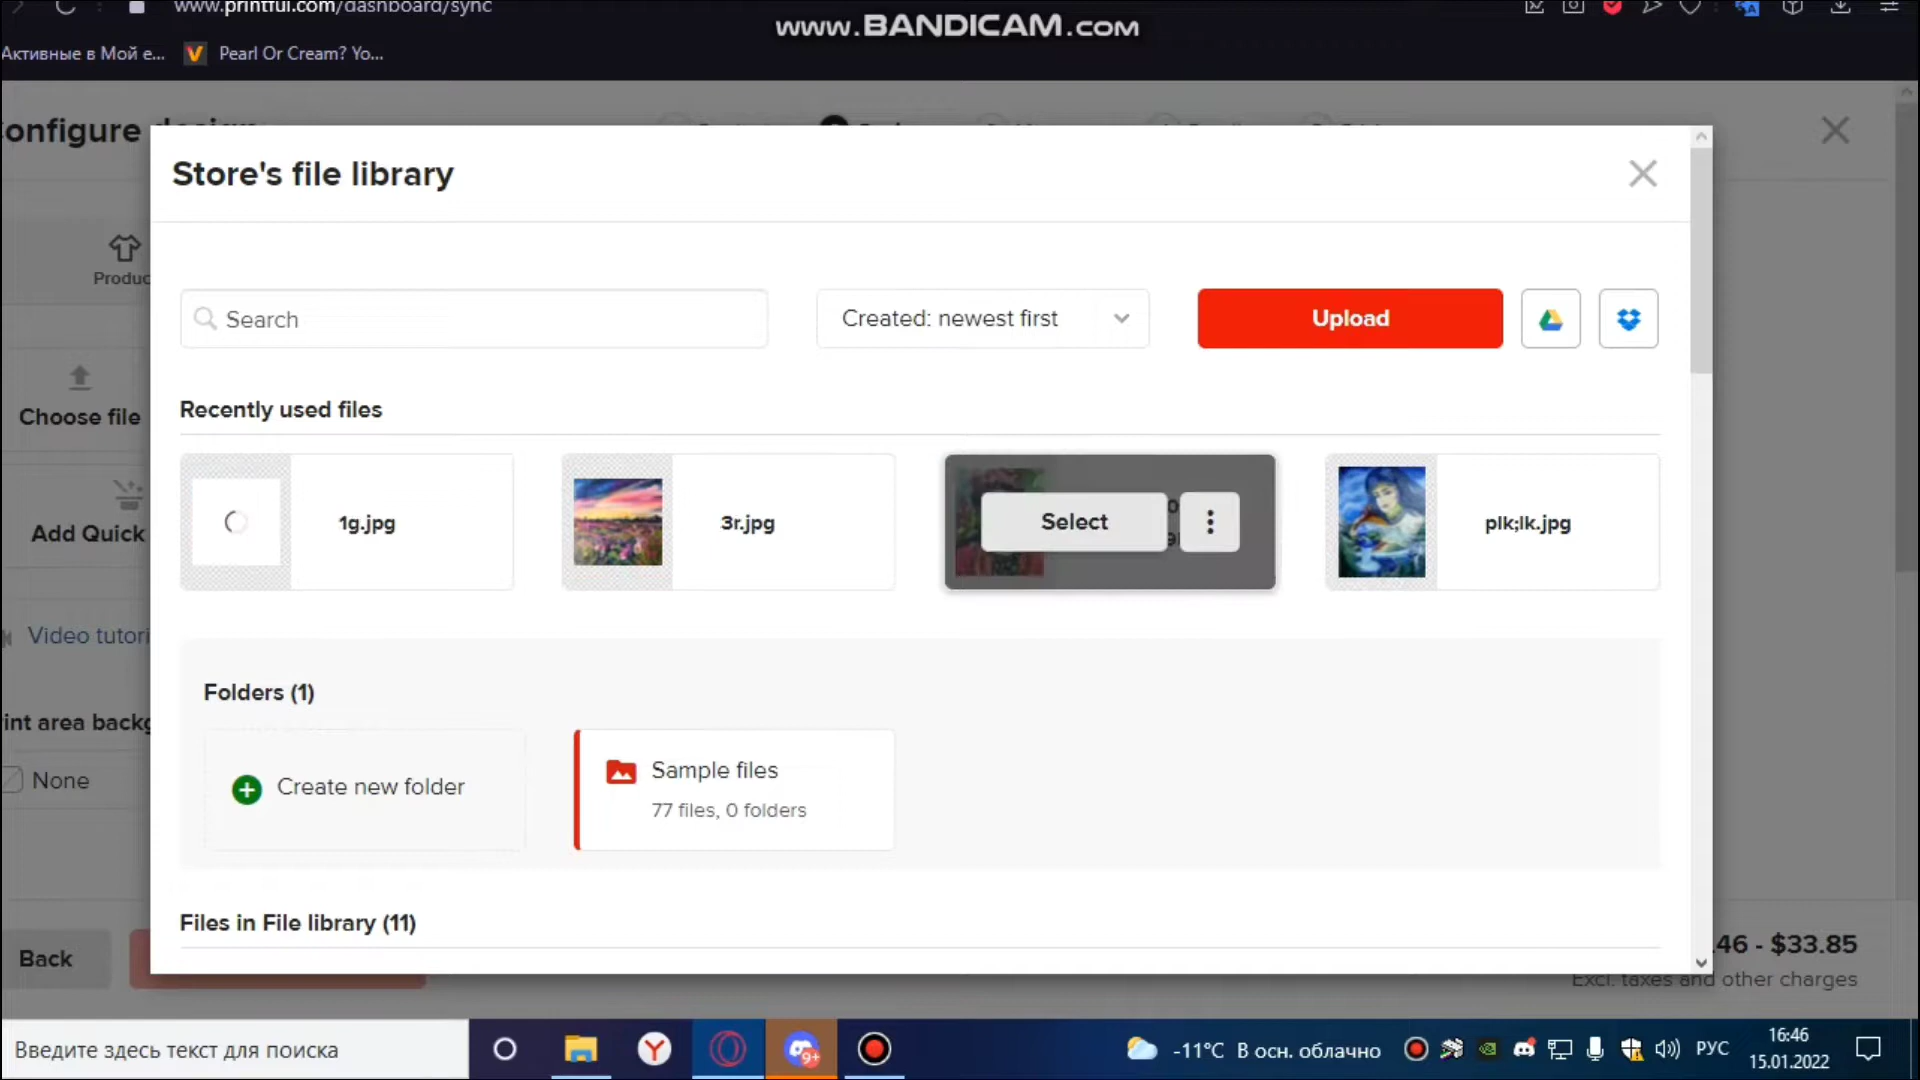 www.printful.com/dashboard/sync
www.BANDICAM.com
Активные в Мой е...
Pearl Or Cream? Yo...
onfigure
Store's file library
Produc
Search
Created: newest first
Upload
Choose file
Recently used files
1g.jpg
3r.jpg
Select
plk;lk.jpg
Add Quick
Video tutori
Folders (1)
int area backg
None
Create new folder
Sample files
77 files, 0 folders
Files in File library (11)
Back
.46 - $33.85
Excl. taxes and other charges
Введите здесь текст для поиска
9+
-11°C В осн. облачно
РУС
16:46
15.01.2022